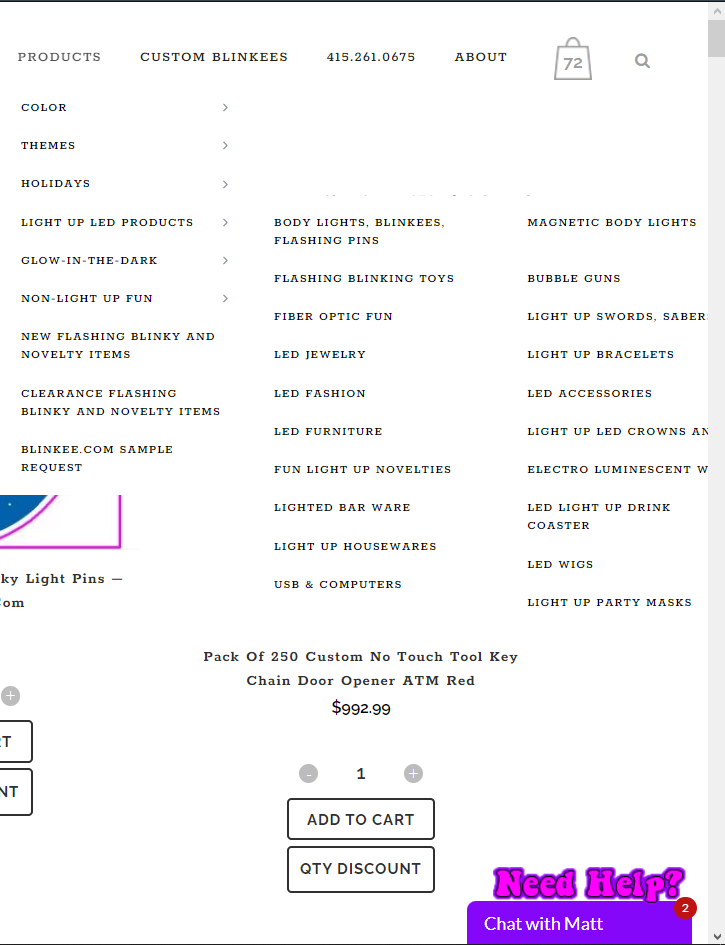 PRODUCTS
CUSTOM BLINKEES
415.261.0675
ABOUT
72
COLOR
THEMES
HOLIDAYS
LIGHT UP LED PRODUCTS
GLOW-IN-THE-DARK
NON-LIGHT UP FUN
NEW FLASHING BLINKY AND
NOVELTY ITEMS
CLEARANCE FLASHING
BLINKY AND NOVELTY ITEMS
BLINKEE.COM SAMPLE
REQUEST
BODY LIGHTS, BLINKEES,
FLASHING PINS
FLASHING BLINKING TOYS
FIBER OPTIC FUN
LED JEWELRY
LED FASHION
LED FURNITURE
FUN LIGHT UP NOVELTIES
LIGHTED BAR WARE
LIGHT UP HOUSEWARES
USB & COMPUTERS
MAGNETIC BODY LIGHTS
BUBBLE GUNS
LIGHT UP SWORDS, SABER
LIGHT UP BRACELETS
LED ACCESSORIES
LIGHT UP LED CROWNS AN
ELECTRO LUMINESCENT W
LED LIGHT UP DRINK
COASTER
LED WIGS
LIGHT UP PARTY MASKS
ky Light Pins —
om
+
RT
NT
Pack Of 250 Custom No Touch Tool Key
Chain Door Opener ATM Red
$992.99
- 1 +
ADD TO CART
QTY DISCOUNT
Need Help?
2
Chat with Matt